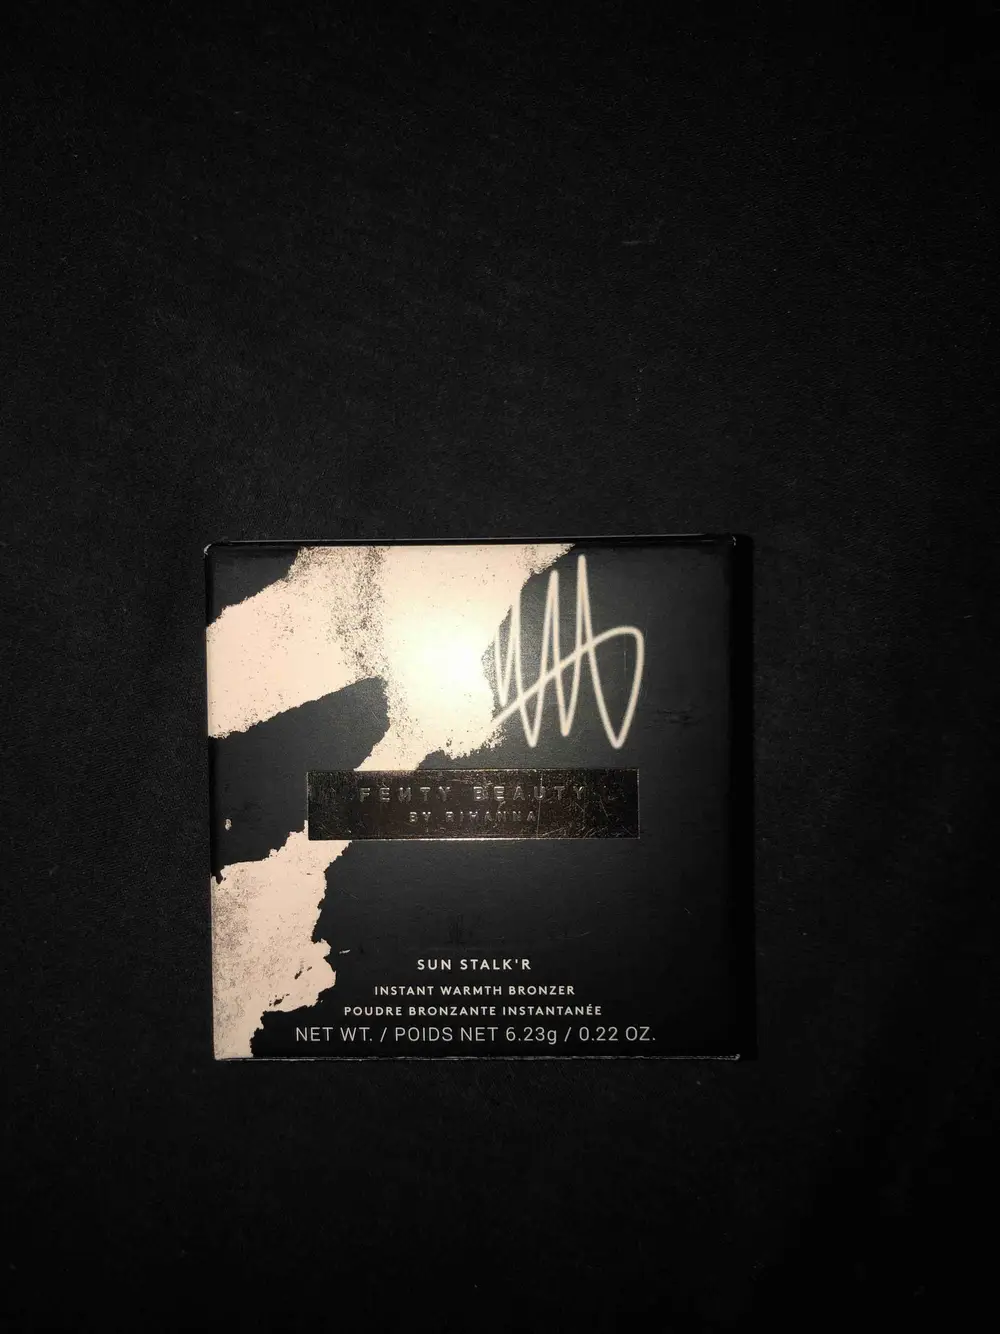 FENTY BEAUTY
BY RIHANNA
SUN STALK'R
INSTANT WARMTH BRONZER
POUDRE BRONZANTE INSTANTANÉE
NET WT. / POIDS NET 6.23g / 0.22 OZ.